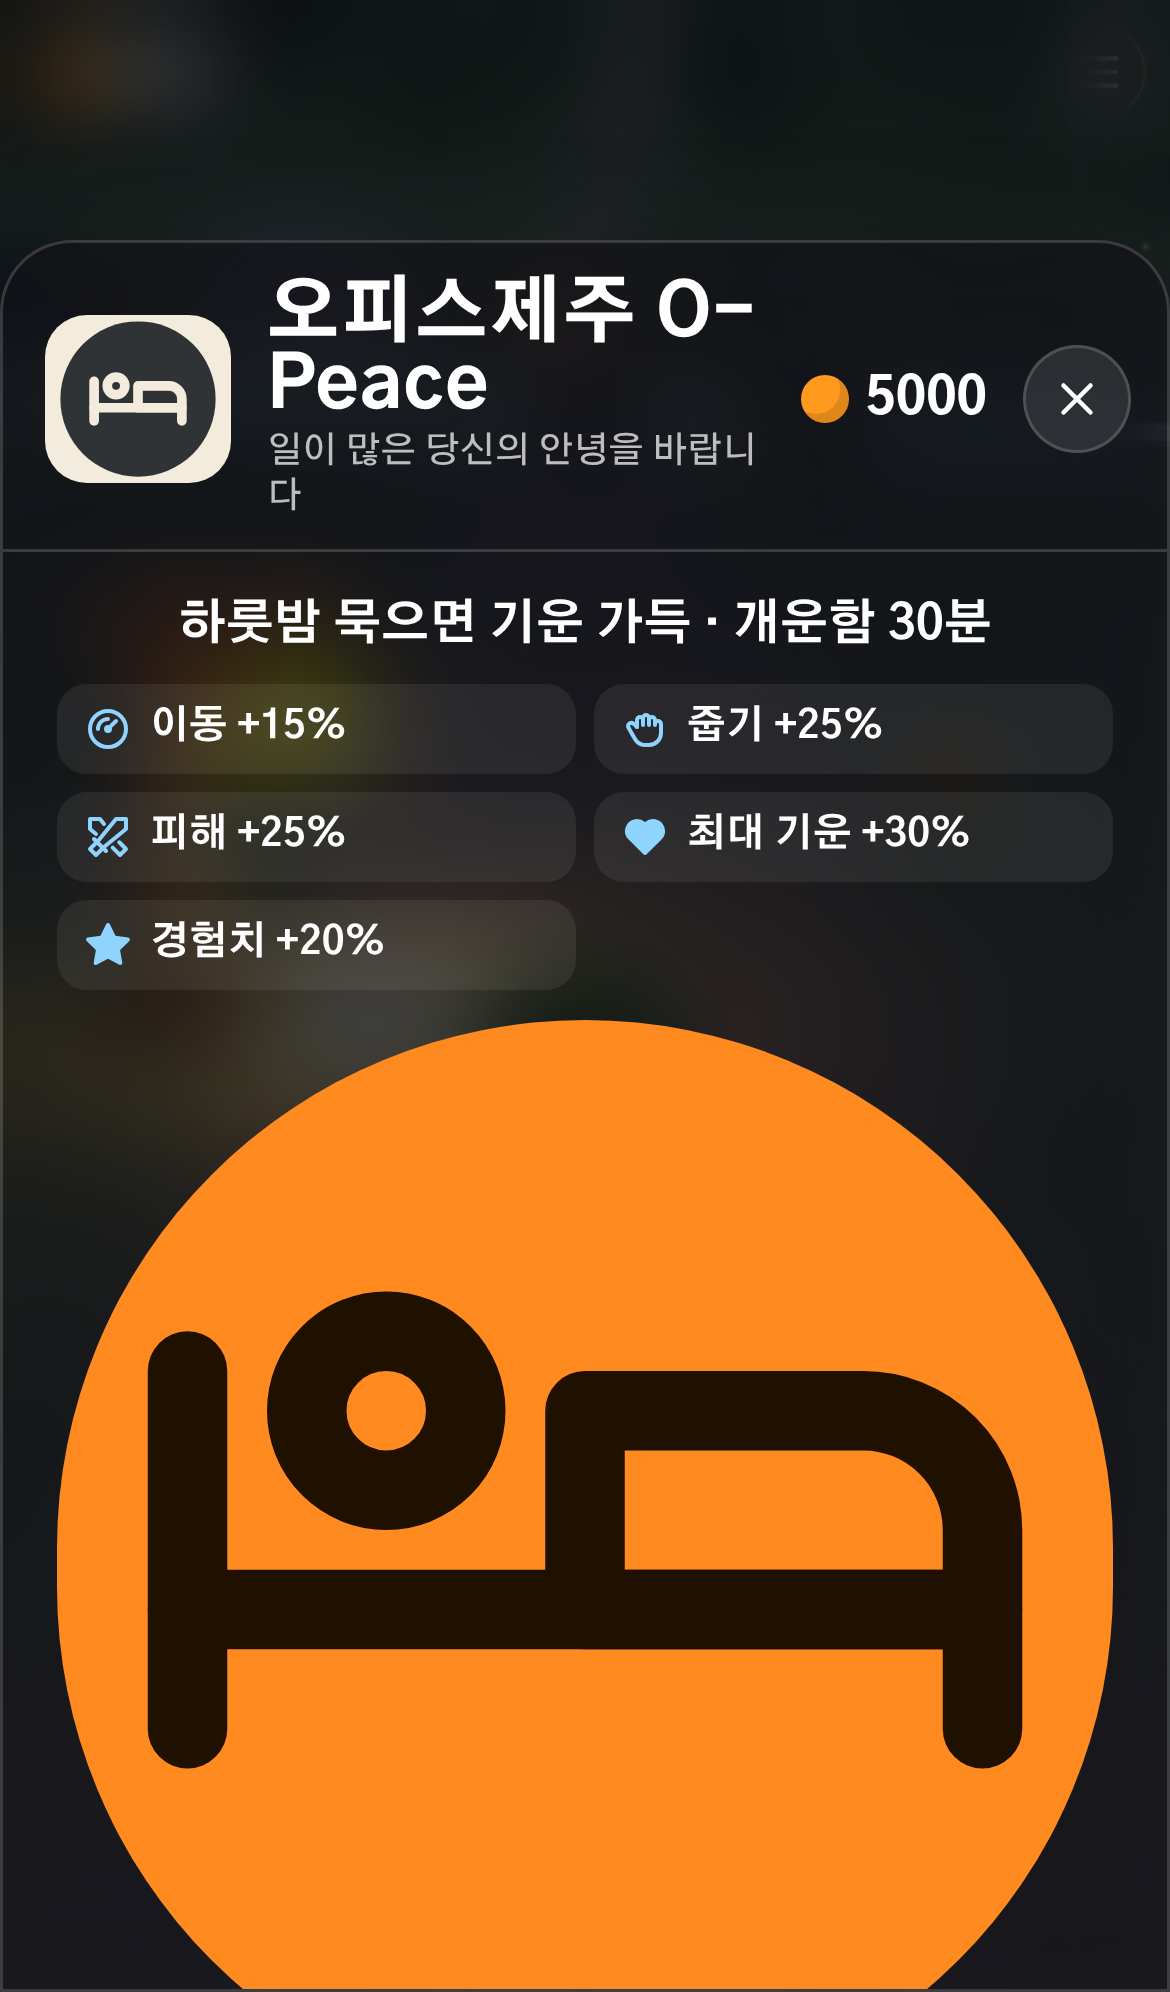 오피스제주 O-
Peace
일이 많은 당신의 안녕을 바랍니
다
5000
하룻밤 묵으면 기운 가득 · 개운함 30분
이동 +15%
줍기 +25%
피해 +25%
최대 기운 +30%
경험치 +20%